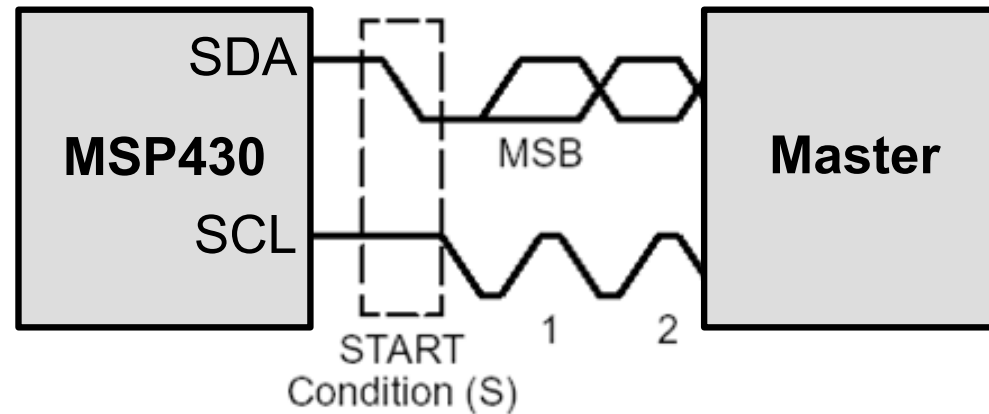 SDA
MSP430
SCL
MSB
Master
1
2
START
Condition (S)